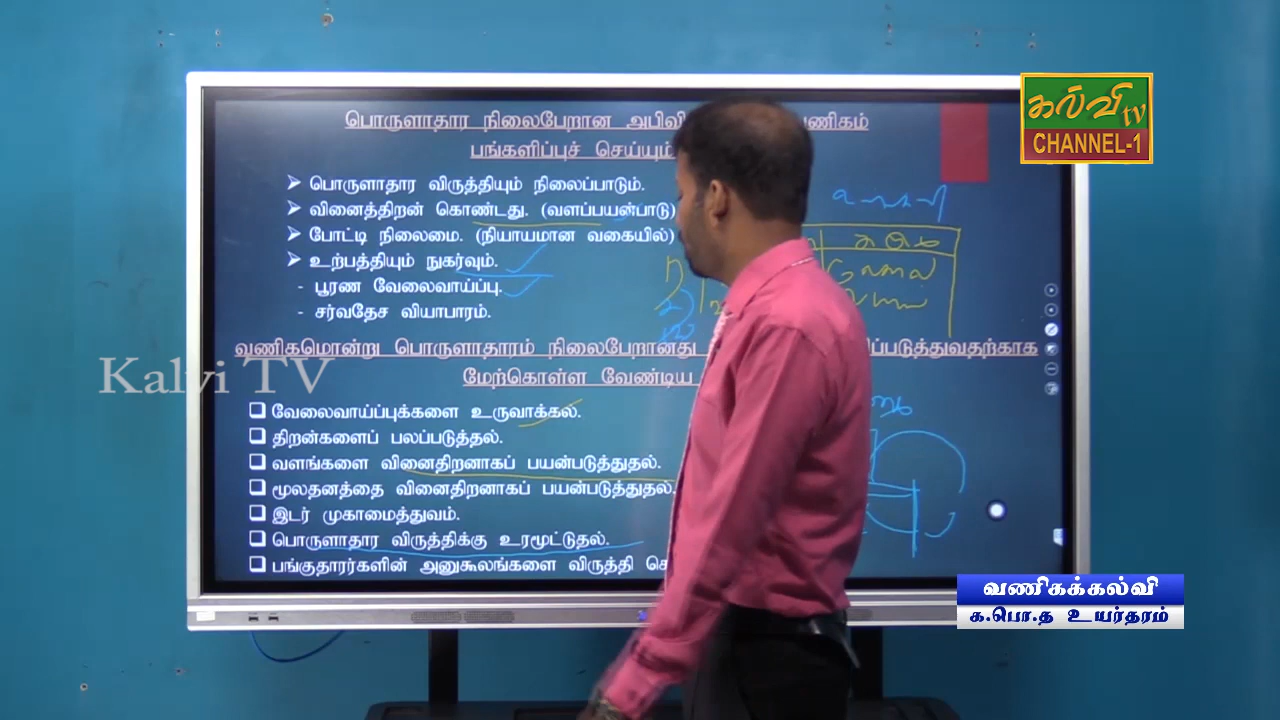 கல்வி tv
CHANNEL-1
பொருளாதார நிலைபேறான அபிவி ணிகம்
பங்களிப்புச் செய்யும்
➢ பொருளாதார விருத்தியும் நிலைப்பாடும்.
➢ வினைத்திறன் கொண்டது. (வளப்பயன்பாடு)
➢ போட்டி நிலைமை. (நியாயமான வகையில்)
➢ உற்பத்தியும் நுகர்வும்.
- பூரண வேலைவாய்ப்பு.
- சர்வதேச வியாபாரம்.
வணிகமொன்று பொருளாதாரம் நிலைபேறானது ப்படுத்துவதற்காக
மேற்கொள்ள வேண்டிய
Kalvi TV
❑ வேலைவாய்ப்புக்களை உருவாக்கல்.
❑ திறன்களைப் பலப்படுத்தல்.
❑ வளங்களை வினைதிறனாகப் பயன்படுத்துதல்.
❑ மூலதனத்தை வினைதிறனாகப் பயன்படுத்துதல்.
❑ இடர் முகாமைத்துவம்.
❑ பொருளாதார விருத்திக்கு உரமூட்டுதல்.
❑ பங்குதாரர்களின் அனுகூலங்களை விருத்தி செ
வணிகக்கல்வி
க.பொ.த உயர்தரம்